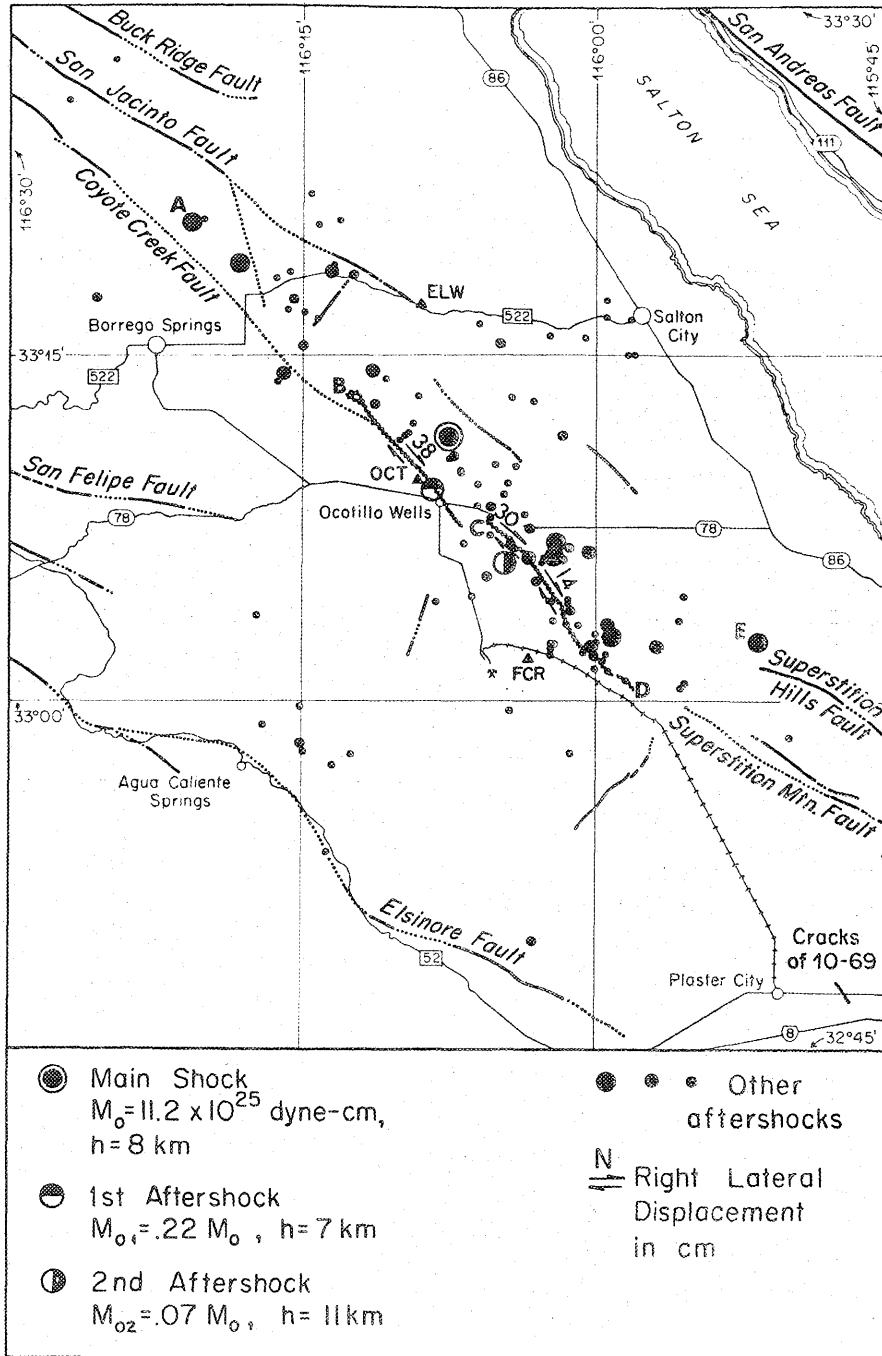 116°15'
116°00'
33°30'
115°45'
Buck Ridge Fault
San Jacinto Fault
San Andreas Fault
86
SALTON SEA
111
116°30'
A
Coyote Creek Fault
ELW
522
Salton City
Borrego Springs
33°15'
522
B
38
OCT
San Felipe Fault
Ocotillo Wells
30
C
78
78
86
14
E
FCR
D
Superstition Hills Fault
33°00'
Superstition Mtn. Fault
Agua Caliente Springs
Elsinore Fault
52
Cracks of 10-69
Plaster City
8
32°45'
Main Shock
M₀=11.2 x 10²⁵ dyne-cm,
h=8 km
1st Aftershock
M₀₁=.22 M₀, h=7 km
2nd Aftershock
M₀₂=.07 M₀, h=11km
Other
aftershocks
N
Right Lateral
Displacement
in cm